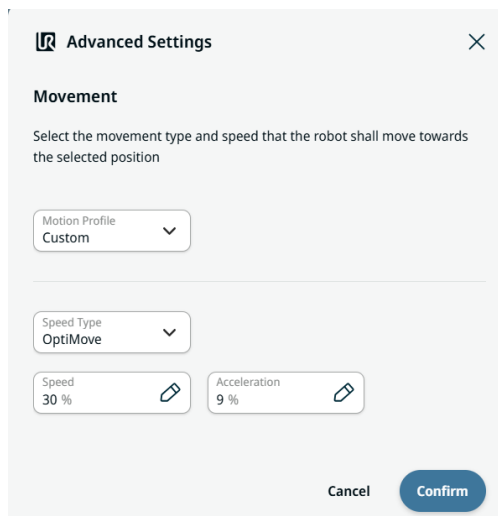 UR Advanced Settings
Movement
Select the movement type and speed that the robot shall move towards
the selected position
Motion Profile
Custom
Speed Type
OptiMove
Speed
30 %
Acceleration
9 %
Cancel
Confirm